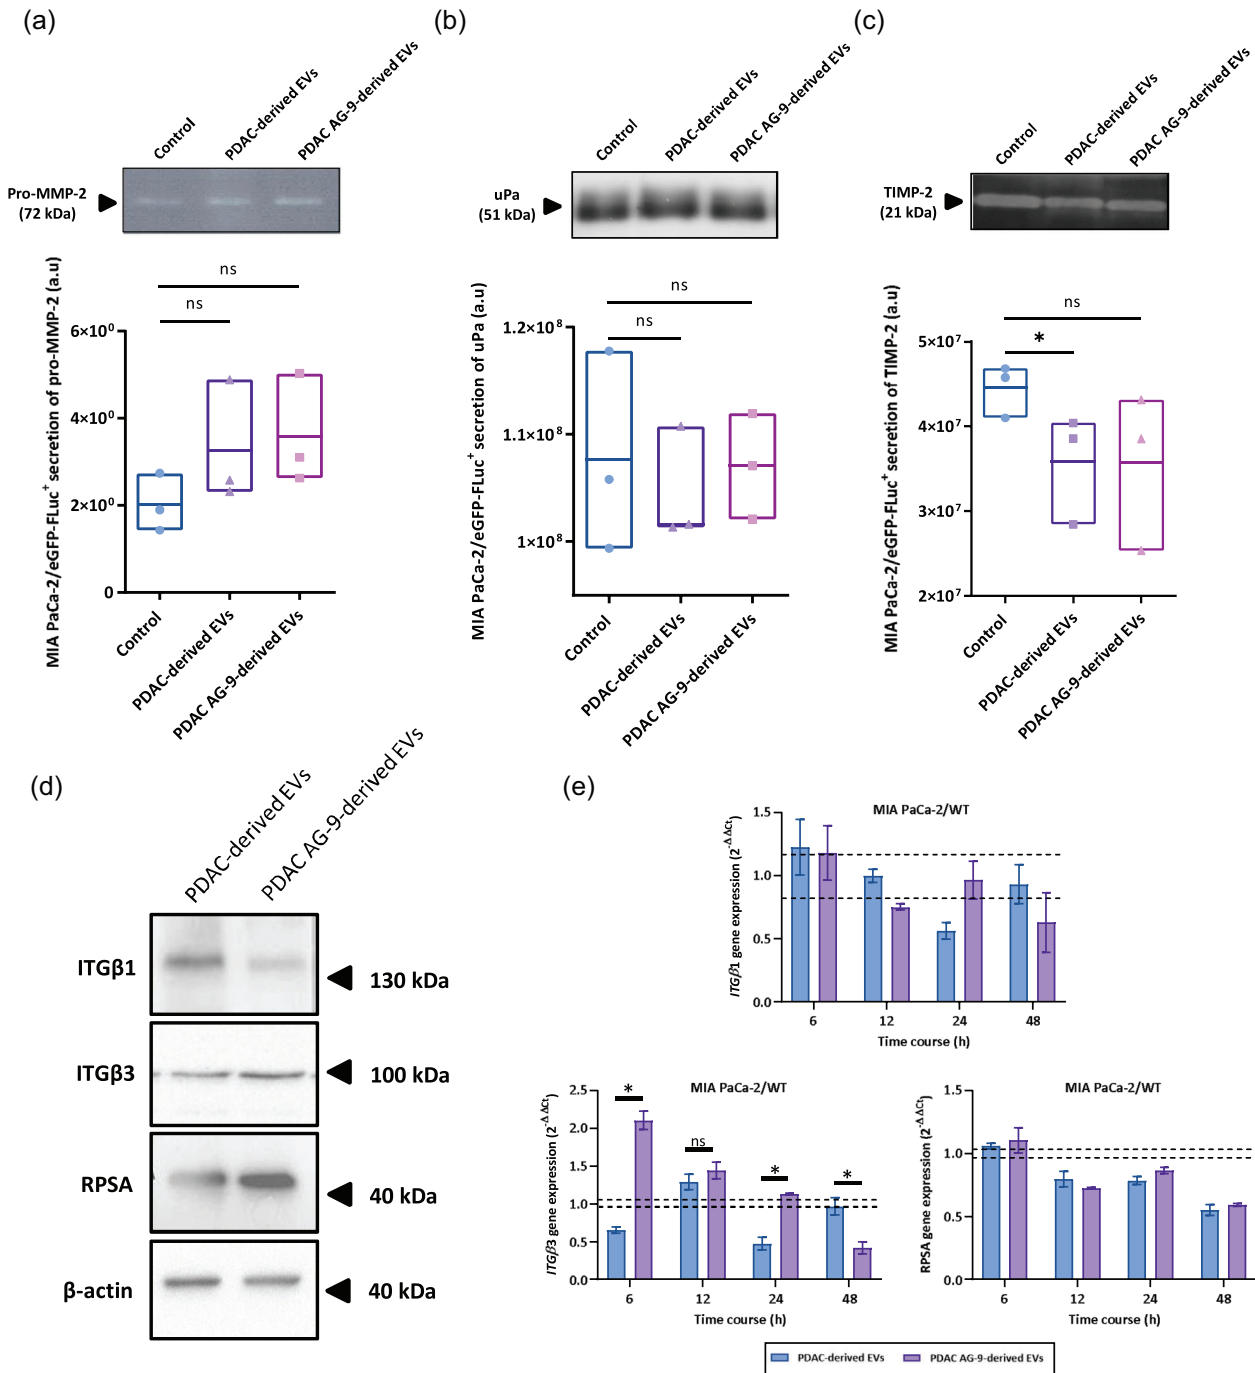 (a)
Control
PDAC-derived EVs
PDAC AG-9-derived EVs
Pro-MMP-2
(72 kDa)
ns
ns
MIA PaCa-2/eGFP-FLuc⁺ secretion of pro-MMP-2 (a.u)
6×10⁰
4×10⁰
2×10⁰
0
Control
PDAC-derived EVs
PDAC AG-9-derived EVs
(b)
Control
PDAC-derived EVs
PDAC AG-9-derived EVs
uPa
(51 kDa)
ns
ns
MIA PaCa-2/eGFP-FLuc⁺ secretion of uPa (a.u)
1.2×10⁸
1.1×10⁸
1×10⁸
Control
PDAC-derived EVs
PDAC AG-9-derived EVs
(c)
Control
PDAC-derived EVs
PDAC AG-9-derived EVs
TIMP-2
(21 kDa)
ns
*
MIA PaCa-2/eGFP-FLuc⁺ secretion of TIMP-2 (a.u)
5×10⁷
4×10⁷
3×10⁷
2×10⁷
Control
PDAC-derived EVs
PDAC AG-9-derived EVs
(d)
PDAC-derived EVs
PDAC AG-9-derived EVs
ITGβ1
130 kDa
ITGβ3
100 kDa
RPSA
40 kDa
β-actin
40 kDa
(e)
MIA PaCa-2/WT
ITGβ1 gene expression (2^-ΔΔCt)
1.5
1.0
0.5
0.0
6
12
24
48
Time course (h)
MIA PaCa-2/WT
ITGβ3 gene expression (2^-ΔΔCt)
2.5
2.0
1.5
1.0
0.5
0.0
*
ns
*
*
6
12
24
48
Time course (h)
MIA PaCa-2/WT
RPSA gene expression (2^-ΔΔCt)
1.5
1.0
0.5
0.0
6
12
24
48
Time course (h)
PDAC-derived EVs
PDAC AG-9-derived EVs